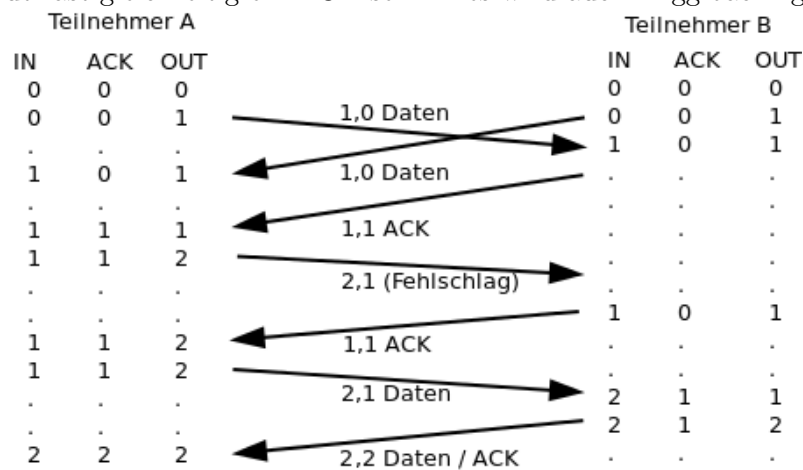 Teilnehmer A Teilnehmer B
IN ACK OUT IN ACK OUT
0 0 0 0 0 0
0 0 1 1,0 Daten 0 0 1
. . . 1 0 1
1 0 1 1,0 Daten . . .
. . . . . .
1 1 1 1,1 ACK . . .
1 1 2 . . .
. . . 2,1 (Fehlschlag) . . .
. . . 1 0 1
1 1 2 1,1 ACK . . .
1 1 2 . . .
. . . 2,1 Daten 2 1 1
. . . 2 1 2
2 2 2 2,2 Daten / ACK . . .